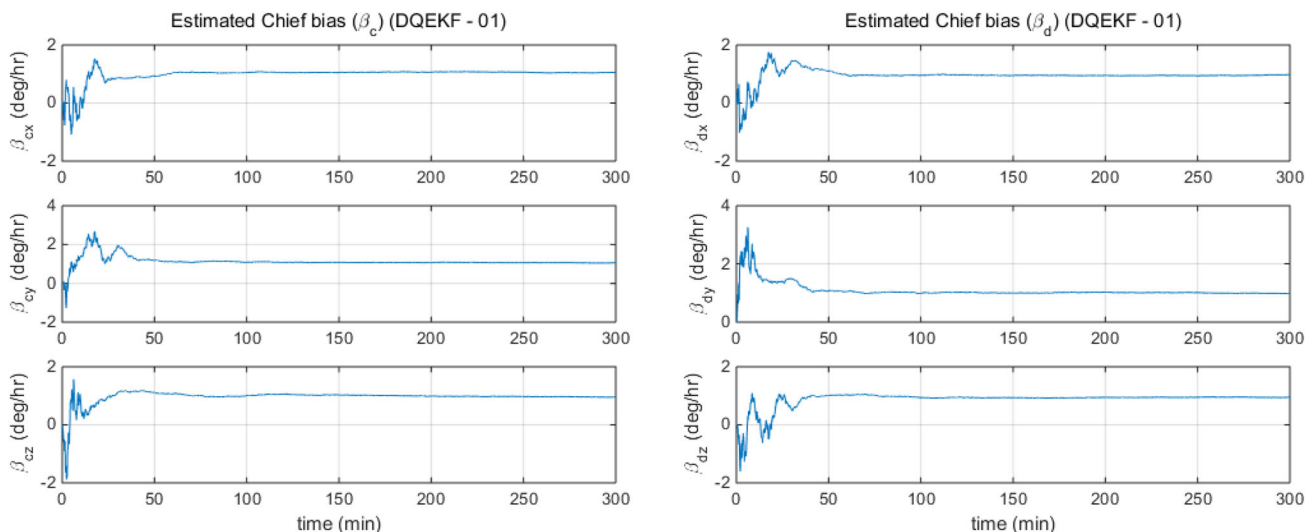 Estimated Chief bias (β_c) (DQEKF - 01)
2
0
-2
β_cx (deg/hr)
0 50 100 150 200 250 300
4
2
0
-2
β_cy (deg/hr)
0 50 100 150 200 250 300
2
0
-2
β_cz (deg/hr)
0 50 100 150 200 250 300
time (min)
Estimated Chief bias (β_d) (DQEKF - 01)
2
0
-2
β_dx (deg/hr)
0 50 100 150 200 250 300
4
2
0
β_dy (deg/hr)
0 50 100 150 200 250 300
2
0
-2
β_dz (deg/hr)
0 50 100 150 200 250 300
time (min)